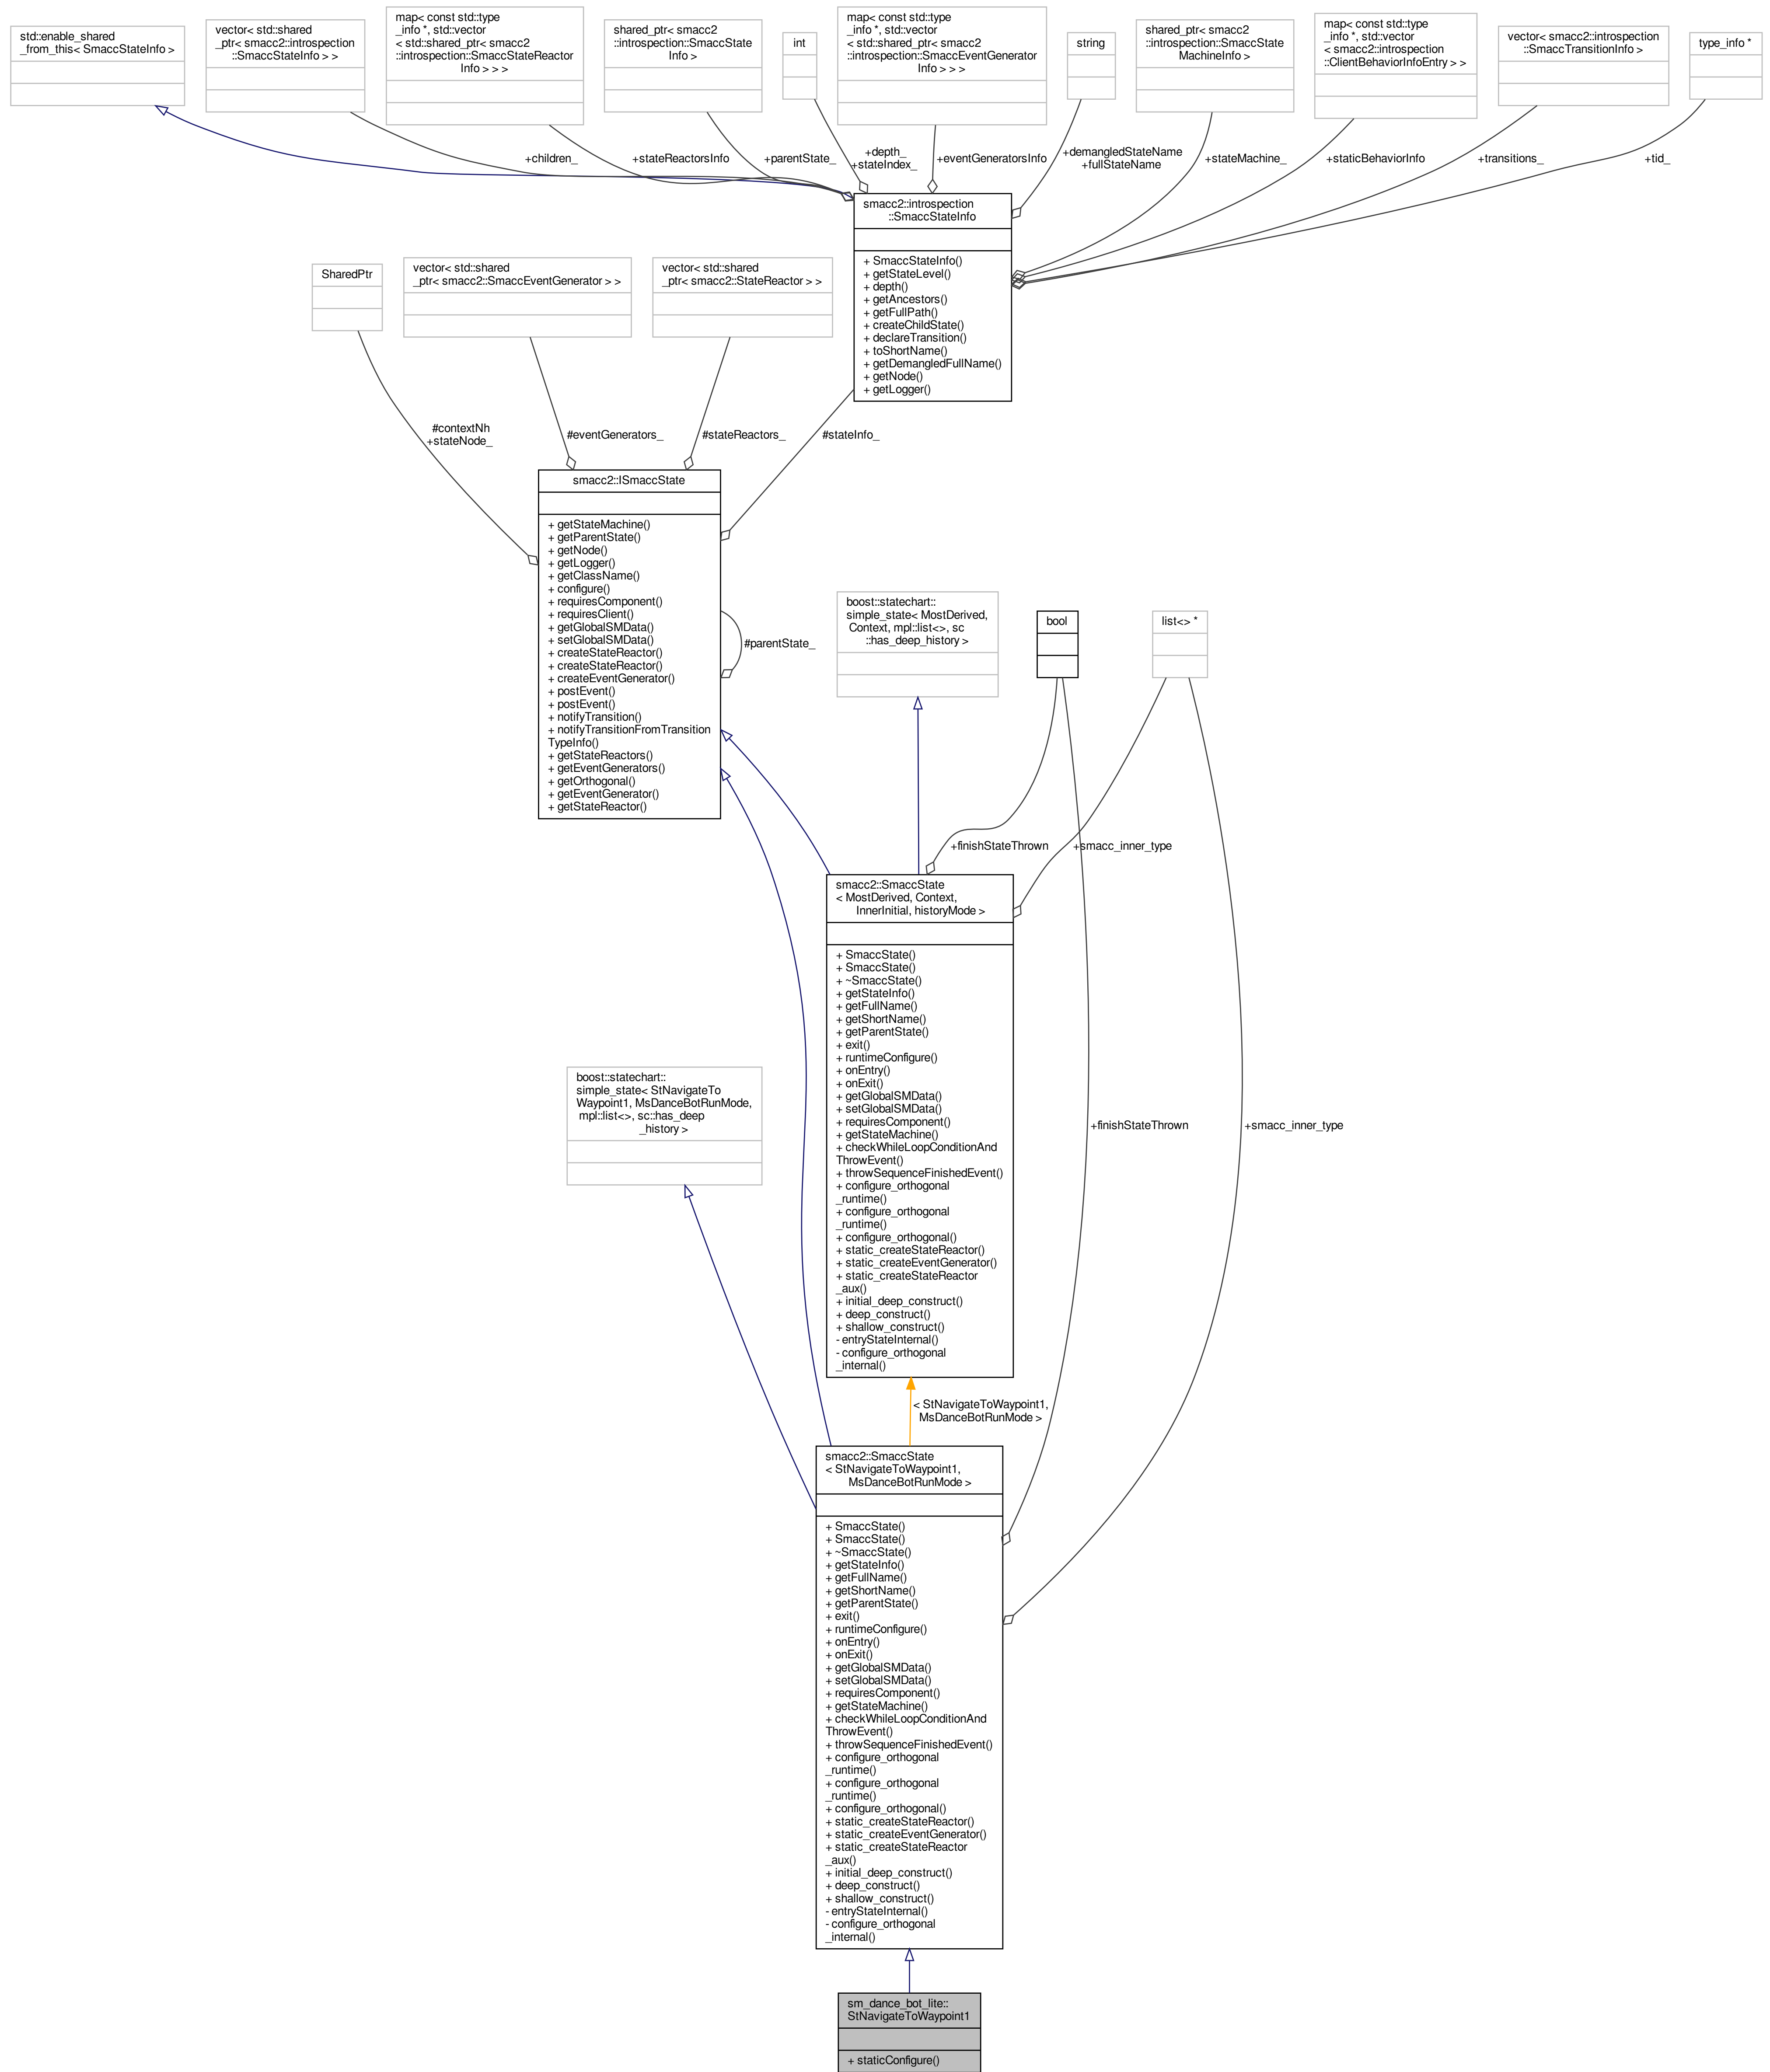 std::enable_shared
_from_this< SmaccStateInfo >
vector< std::shared
_ptr< smacc2::introspection
::SmaccStateInfo > >
map< const std::type
_info *, std::vector
< std::shared_ptr< smacc2
::introspection::SmaccStateReactor
Info > > >
shared_ptr< smacc2
::introspection::SmaccState
Info >
int
map< const std::type
_info *, std::vector
< std::shared_ptr< smacc2
::introspection::SmaccEventGenerator
Info > > >
string
shared_ptr< smacc2
::introspection::SmaccState
MachineInfo >
map< const std::type
_info *, std::vector
< smacc2::introspection
::ClientBehaviorInfoEntry > >
vector< smacc2::introspection
::SmaccTransitionInfo >
type_info *
+children_
+stateReactorsInfo
+parentState_
+depth_
+stateIndex_
+eventGeneratorsInfo
+demangledStateName
+fullStateName
+stateMachine_
+staticBehaviorInfo
+transitions_
+tid_
smacc2::introspection
::SmaccStateInfo
+ SmaccStateInfo()
+ getStateLevel()
+ depth()
+ getAncestors()
+ getFullPath()
+ createChildState()
+ declareTransition()
+ toShortName()
+ getDemangledFullName()
+ getNode()
+ getLogger()
SharedPtr
vector< std::shared
_ptr< smacc2::SmaccEventGenerator > >
vector< std::shared
_ptr< smacc2::StateReactor > >
#contextNh
+stateNode_
#eventGenerators_
#stateReactors_
#stateInfo_
smacc2::ISmaccState
+ getStateMachine()
+ getParentState()
+ getNode()
+ getLogger()
+ getClassName()
+ configure()
+ requiresComponent()
+ requiresClient()
+ getGlobalSMData()
+ setGlobalSMData()
+ createStateReactor()
+ createStateReactor()
+ createEventGenerator()
+ postEvent()
+ postEvent()
+ notifyTransition()
+ notifyTransitionFromTransition
TypeInfo()
+ getStateReactors()
+ getEventGenerators()
+ getOrthogonal()
+ getEventGenerator()
+ getStateReactor()
#parentState_
boost::statechart::
simple_state< MostDerived,
Context, mpl::list<>, sc
::has_deep_history >
bool
list<> *
+finishStateThrown
+smacc_inner_type
smacc2::SmaccState
< MostDerived, Context,
InnerInitial, historyMode >
+ SmaccState()
+ SmaccState()
+ ~SmaccState()
+ getStateInfo()
+ getFullName()
+ getShortName()
+ getParentState()
+ exit()
+ runtimeConfigure()
+ onEntry()
+ onExit()
+ getGlobalSMData()
+ setGlobalSMData()
+ requiresComponent()
+ getStateMachine()
+ checkWhileLoopConditionAnd
ThrowEvent()
+ throwSequenceFinishedEvent()
+ configure_orthogonal
_runtime()
+ configure_orthogonal
_runtime()
+ configure_orthogonal()
+ static_createStateReactor()
+ static_createEventGenerator()
+ static_createStateReactor
_aux()
+ initial_deep_construct()
+ deep_construct()
+ shallow_construct()
- entryStateInternal()
- configure_orthogonal
_internal()
boost::statechart::
simple_state< StNavigateTo
Waypoint1, MsDanceBotRunMode,
mpl::list<>, sc::has_deep
_history >
+finishStateThrown
+smacc_inner_type
< StNavigateToWaypoint1,
MsDanceBotRunMode >
smacc2::SmaccState
< StNavigateToWaypoint1,
MsDanceBotRunMode >
+ SmaccState()
+ SmaccState()
+ ~SmaccState()
+ getStateInfo()
+ getFullName()
+ getShortName()
+ getParentState()
+ exit()
+ runtimeConfigure()
+ onEntry()
+ onExit()
+ getGlobalSMData()
+ setGlobalSMData()
+ requiresComponent()
+ getStateMachine()
+ checkWhileLoopConditionAnd
ThrowEvent()
+ throwSequenceFinishedEvent()
+ configure_orthogonal
_runtime()
+ configure_orthogonal
_runtime()
+ configure_orthogonal()
+ static_createStateReactor()
+ static_createEventGenerator()
+ static_createStateReactor
_aux()
+ initial_deep_construct()
+ deep_construct()
+ shallow_construct()
- entryStateInternal()
- configure_orthogonal
_internal()
sm_dance_bot_lite::
StNavigateToWaypoint1
+ staticConfigure()